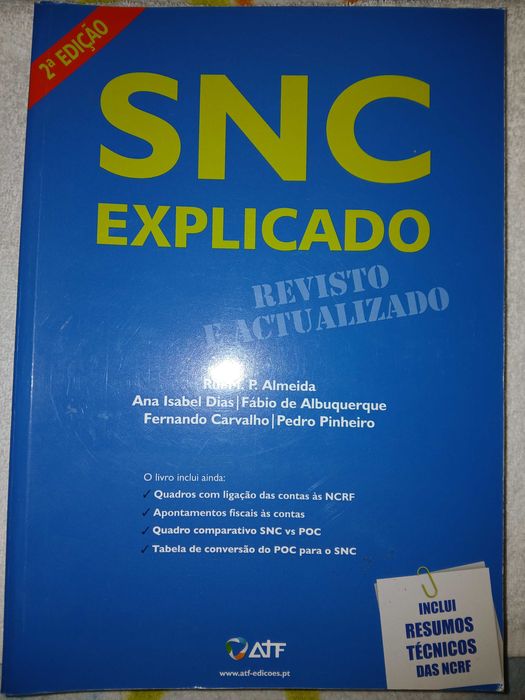 2ª EDIÇÃO
SNC
EXPLICADO
REVISTO
E ACTUALIZADO
P. Almeida
Ana Isabel Dias|Fábio de Albuquerque
Fernando Carvalho|Pedro Pinheiro
O livro inclui ainda:
✓ Quadros com ligação das contas às NCRF
✓ Apontamentos fiscais às contas
✓ Quadro comparativo SNC vs POC
✓ Tabela de conversão do POC para o SNC
INCLUI
RESUMOS
TÉCNICOS
DAS NCRF
ATF
www.atf-edicoes.pt